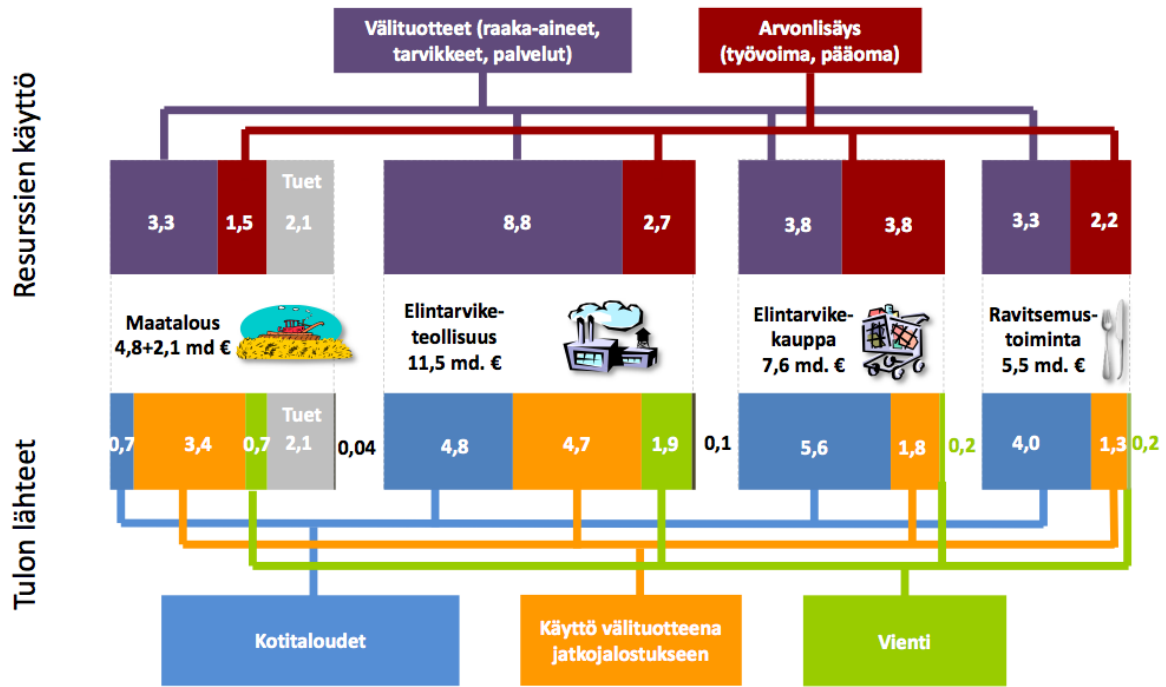 Resurssien käyttö
Välituotteet (raaka-aineet,
tarvikkeet, palvelut)
Arvonlisäys
(työvoima, pääoma)
3,3
1,5
Tuet
2,1
8,8
2,7
3,8
3,8
3,3
2,2
Maatalous
4,8+2,1 md €
Elintarvike-
teollisuus
11,5 md. €
Elintarvike-
kauppa
7,6 md. €
Ravitsemus-
toiminta
5,5 md. €
Tulon lähteet
0,7
3,4
0,7
Tuet
2,1
0,04
4,8
4,7
1,9
0,1
5,6
1,8
0,2
4,0
1,3
0,2
Kotitaloudet
Käyttö välituotteena
jatkojalostukseen
Vienti